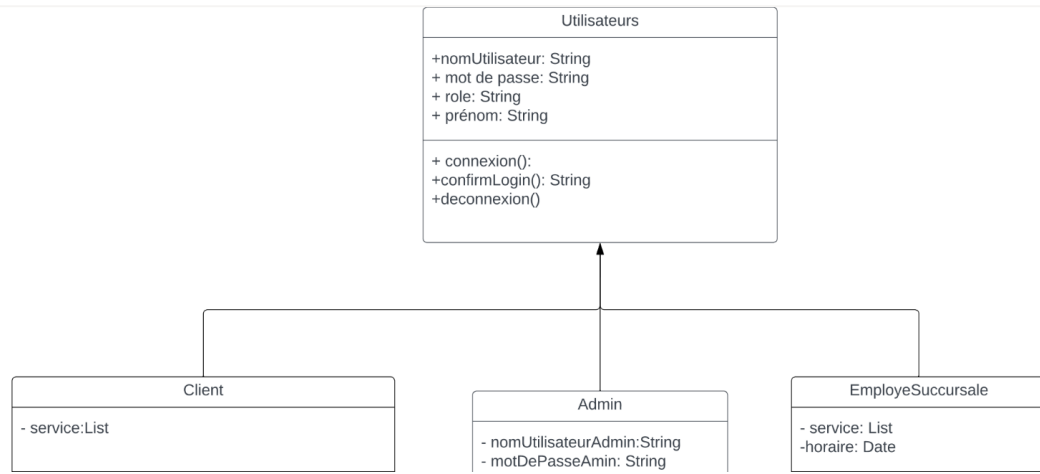 Utilisateurs
+nomUtilisateur: String
+ mot de passe: String
+ role: String
+ prénom: String
+ connexion():
+confirmLogin(): String
+deconnexion()
Client
- service:List
Admin
- nomUtilisateurAdmin:String
- motDePasseAmin: String
EmployeSuccursale
- service: List
-horaire: Date